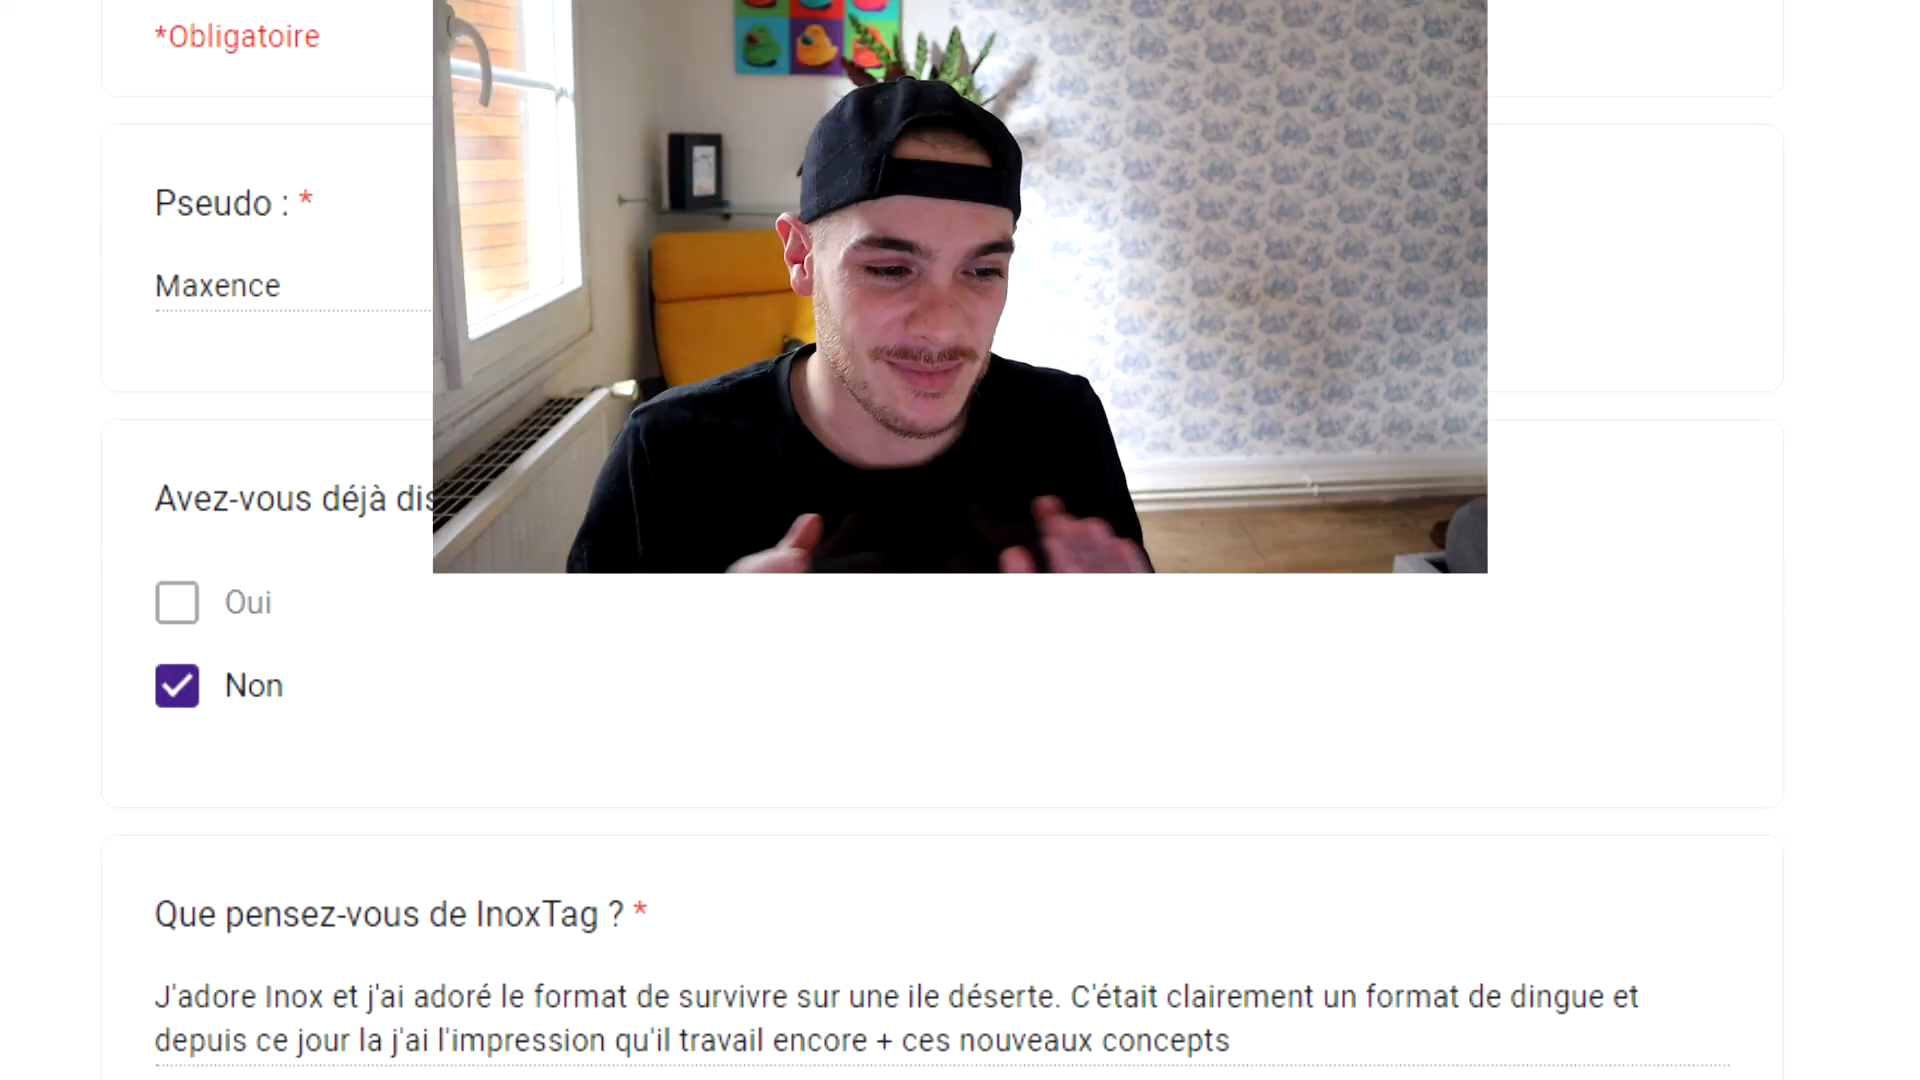 *Obligatoire
Pseudo : *
Maxence
Avez-vous déjà
Oui
Non
Que pensez-vous de InoxTag ? *
J'adore Inox et j'ai adoré le format de survivre sur une ile déserte. C'était clairement un format de dingue et
depuis ce jour la j'ai l'impression qu'il travail encore + ces nouveaux concepts